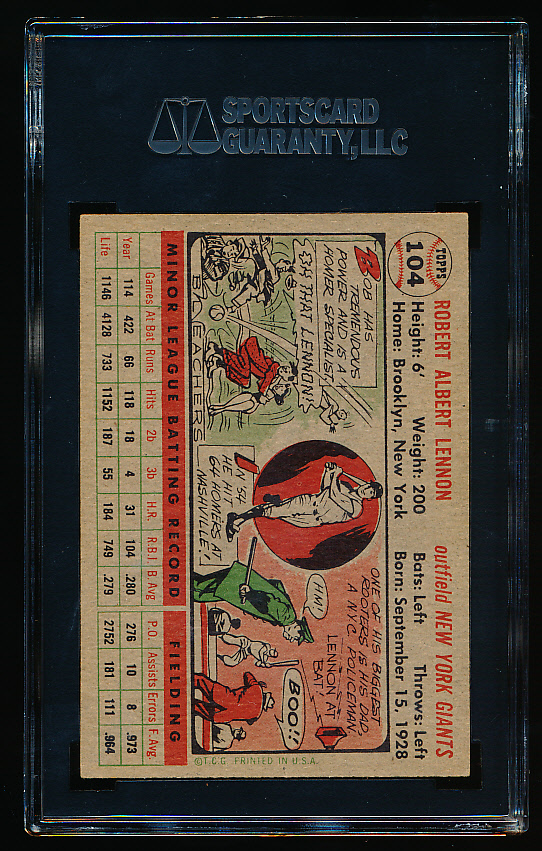 SPORTSCARD
GUARANTY, LLC
TOPPS
104
ROBERT ALBERT LENNON outfield NEW YORK GIANTS
Height: 6' Weight: 200 Bats: Left Throws: Left
Home: Brooklyn, New York Born: September 15, 1928
BOB HAS
TREMENDOUS
POWER AND IS A
HOMER SPECIALIST.
THAT LENNON!
BLEACHERS
IN '54
HE HIT
64 HOMERS AT
NASHVILLE!
ONE OF HIS BIGGEST
ROOTERS IS HIS DAD,
A N.Y.C. POLICEMAN.
LENNON AT
BAT!
BOO!!
MINOR LEAGUE BATTING RECORD FIELDING
Games At Bat Runs Hits 2b 3b H.R. R.B.I. B. Avg. P.O. Assists Errors F. Avg.
Year 114 422 66 118 18 4 31 104 .280 276 10 8 .973
Life 1146 4128 733 1152 187 55 184 749 .279 2752 181 111 .964
©T.C.G. PRINTED IN U.S.A.